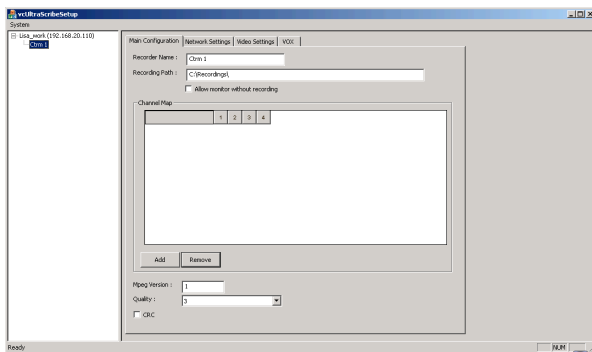 vctUltraScribeSetup
System
Lisa_work (192.168.20.110)
Ctrm 1
Main Configuration Network Settings Video Settings VOX
Recorder Name : Ctrm 1
Recording Path : C:\Recordings\
Allow monitor without recording
Channel Map
1 2 3 4
Add Remove
Mpeg Version : 1
Quality : 3
CRC
Ready NUM